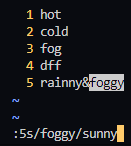 1 hot
2 cold
3 fog
4 dff
5 rainny&foggy
~
~
:5s/foggy/sunny